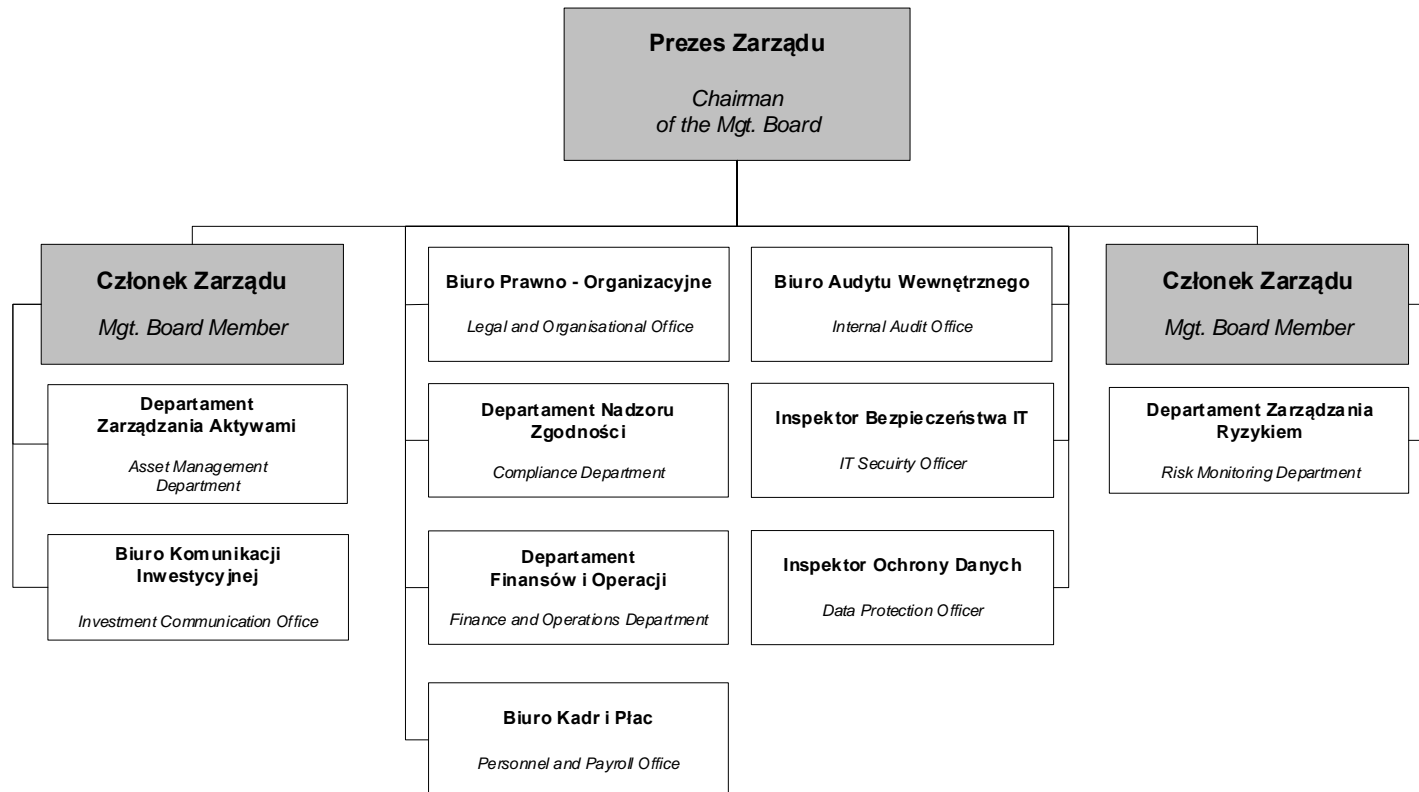 Prezes Zarządu
Chairman
of the Mgt. Board
Członek Zarządu
Mgt. Board Member
Departament
Zarządzania Aktywami
Asset Management
Department
Biuro Komunikacji
Inwestycyjnej
Investment Communication Office
Biuro Prawno - Organizacyjne
Legal and Organisational Office
Departament Nadzoru
Zgodności
Compliance Department
Departament
Finansów i Operacji
Finance and Operations Department
Biuro Kadr i Płac
Personnel and Payroll Office
Biuro Audytu Wewnętrznego
Internal Audit Office
Inspektor Bezpieczeństwa IT
IT Secuirty Officer
Inspektor Ochrony Danych
Data Protection Officer
Członek Zarządu
Mgt. Board Member
Departament Zarządzania
Ryzykiem
Risk Monitoring Department